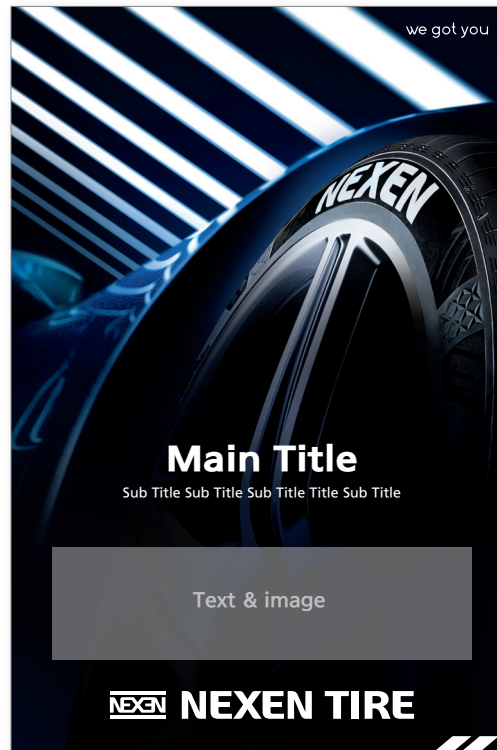 we got you
NEXEN
Main Title
Sub Title Sub Title Sub Title Title Sub Title
Text & image
NEXEN NEXEN TIRE